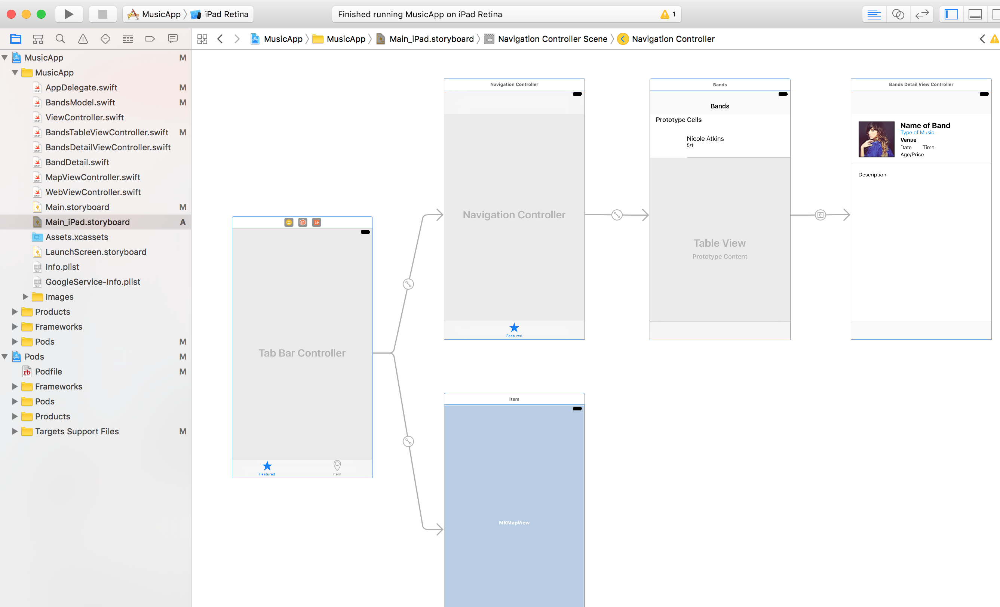 MusicApp iPad Retina
Finished running MusicApp on iPad Retina
1
MusicApp MusicApp Main_iPad.storyboard Navigation Controller Scene Navigation Controller
MusicApp M
MusicApp
AppDelegate.swift M
BandsModel.swift M
ViewController.swift
BandsTableViewController.swift M
BandsDetailViewController.swift
BandDetail.swift
MapViewController.swift
WebViewController.swift
Main.storyboard M
Main_iPad.storyboard A
Assets.xcassets
LaunchScreen.storyboard
Info.plist
GoogleService-Info.plist
Images
Products
Frameworks
Pods M
Pods M
rb Podfile M
Frameworks
Pods
Products
Targets Support Files M
Tab Bar Controller
Featured Item
Navigation Controller
Navigation Controller
Featured
Bands
Bands
Prototype Cells
Nicole Atkins
5/1
Table View
Prototype Content
Bands Detail View Controller
Name of Band
Type of Music
Venue
Date Time
Age/Price
Description
Item
MKMapView